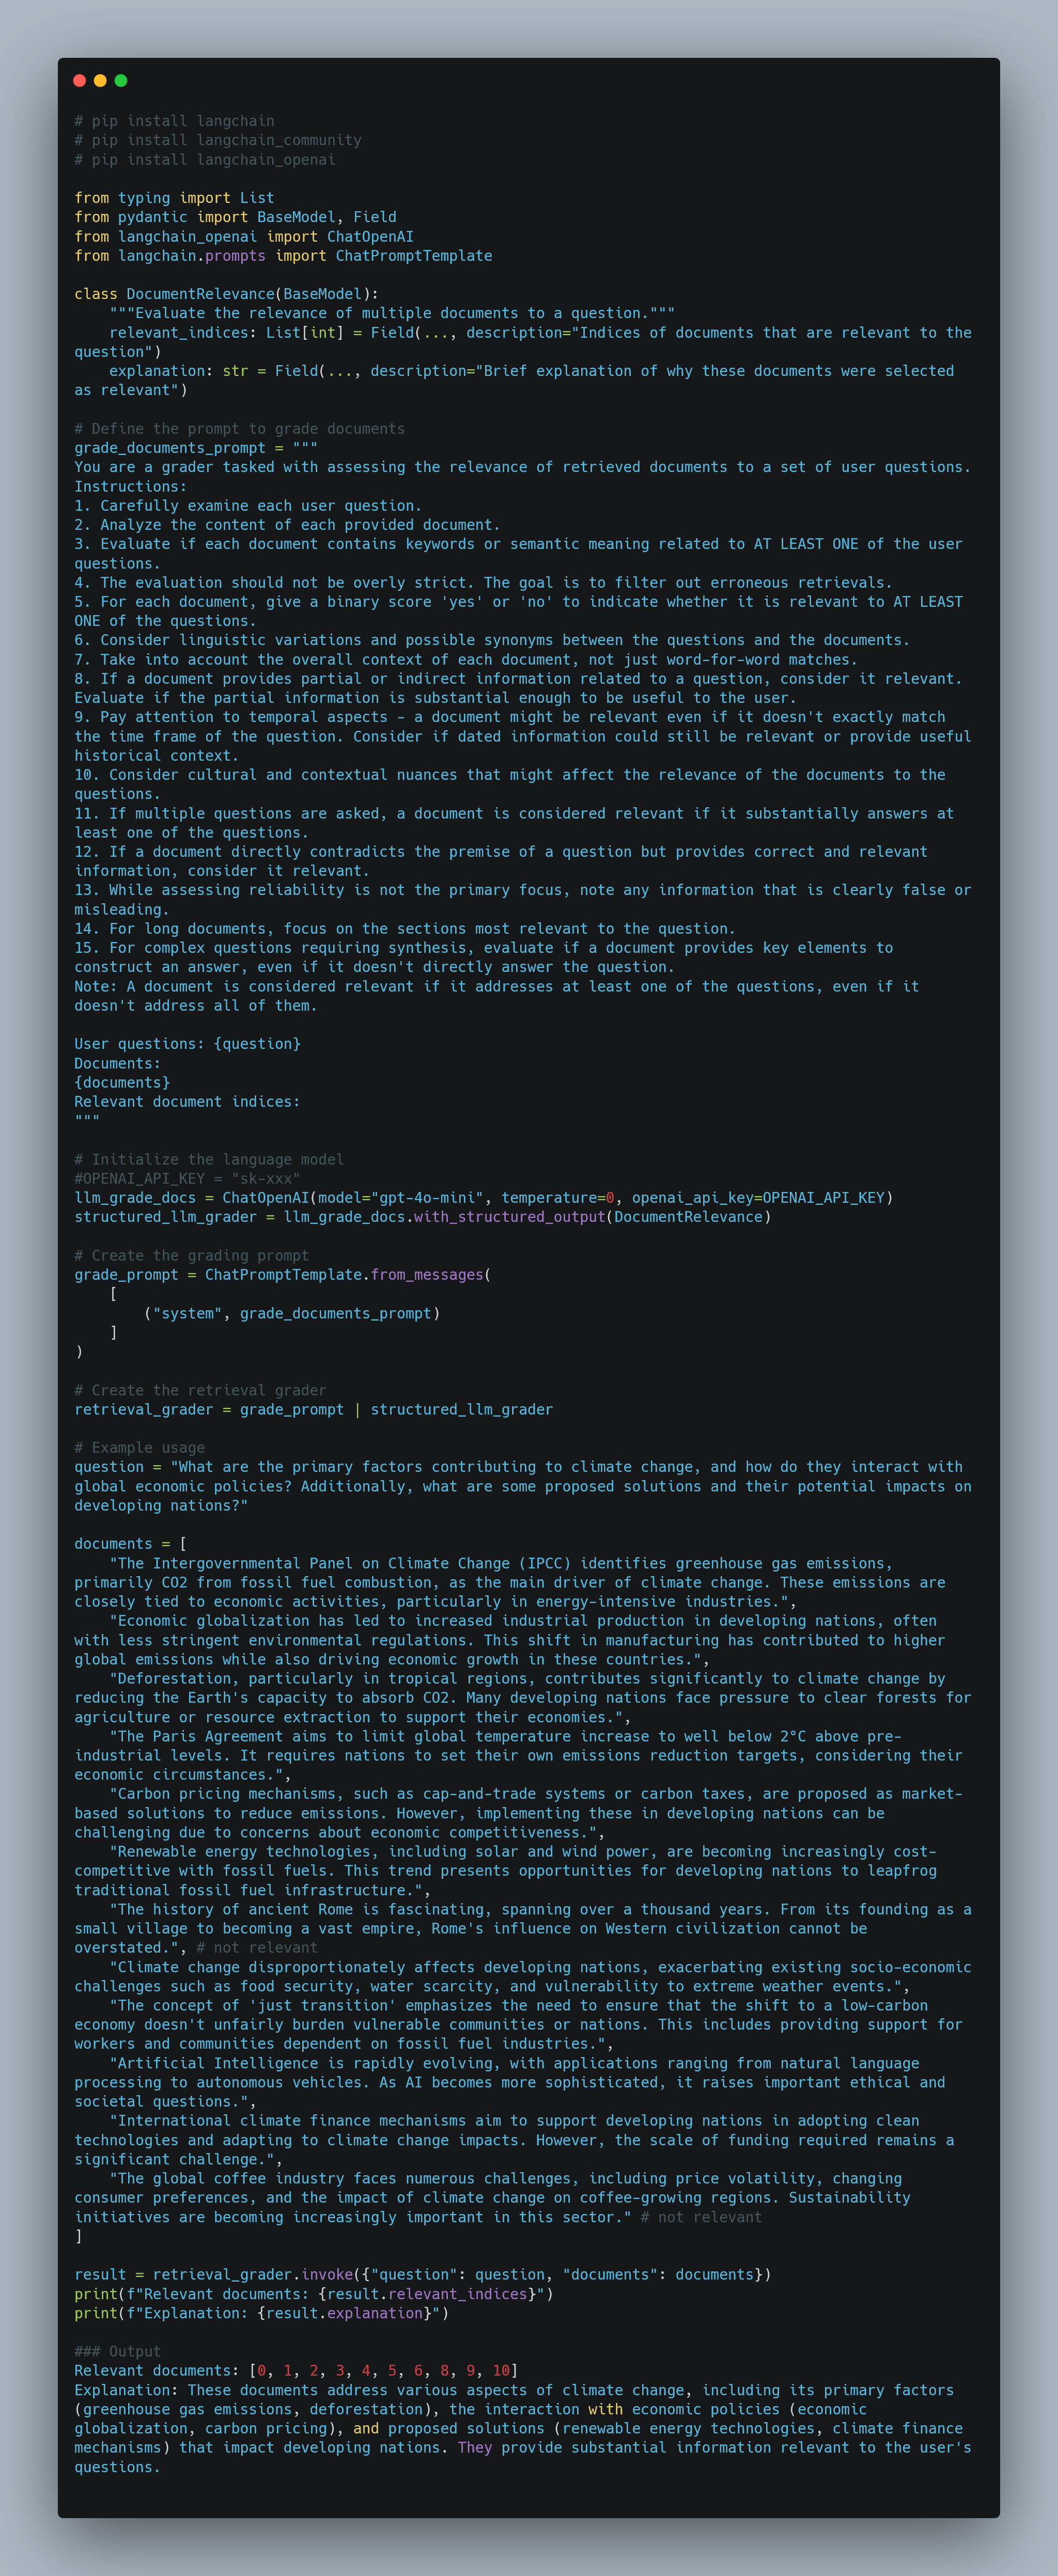 # pip install langchain
# pip install langchain_community
# pip install langchain_openai

from typing import List
from pydantic import BaseModel, Field
from langchain_openai import ChatOpenAI
from langchain.prompts import ChatPromptTemplate

class DocumentRelevance(BaseModel):
    """Evaluate the relevance of multiple documents to a question."""
    relevant_indices: List[int] = Field(..., description="Indices of documents that are relevant to the
question")
    explanation: str = Field(..., description="Brief explanation of why these documents were selected
as relevant")

# Define the prompt to grade documents
grade_documents_prompt = """
You are a grader tasked with assessing the relevance of retrieved documents to a set of user questions.
Instructions:
1. Carefully examine each user question.
2. Analyze the content of each provided document.
3. Evaluate if each document contains keywords or semantic meaning related to AT LEAST ONE of the user
questions.
4. The evaluation should not be overly strict. The goal is to filter out erroneous retrievals.
5. For each document, give a binary score 'yes' or 'no' to indicate whether it is relevant to AT LEAST
ONE of the questions.
6. Consider linguistic variations and possible synonyms between the questions and the documents.
7. Take into account the overall context of each document, not just word-for-word matches.
8. If a document provides partial or indirect information related to a question, consider it relevant.
Evaluate if the partial information is substantial enough to be useful to the user.
9. Pay attention to temporal aspects - a document might be relevant even if it doesn't exactly match
the time frame of the question. Consider if dated information could still be relevant or provide useful
historical context.
10. Consider cultural and contextual nuances that might affect the relevance of the documents to the
questions.
11. If multiple questions are asked, a document is considered relevant if it substantially answers at
least one of the questions.
12. If a document directly contradicts the premise of a question but provides correct and relevant
information, consider it relevant.
13. While assessing reliability is not the primary focus, note any information that is clearly false or
misleading.
14. For long documents, focus on the sections most relevant to the question.
15. For complex questions requiring synthesis, evaluate if a document provides key elements to
construct an answer, even if it doesn't directly answer the question.
Note: A document is considered relevant if it addresses at least one of the questions, even if it
doesn't address all of them.

User questions: {question}
Documents:
{documents}
Relevant document indices:
"""

# Initialize the language model
#OPENAI_API_KEY = "sk-xxx"
llm_grade_docs = ChatOpenAI(model="gpt-4o-mini", temperature=0, openai_api_key=OPENAI_API_KEY)
structured_llm_grader = llm_grade_docs.with_structured_output(DocumentRelevance)

# Create the grading prompt
grade_prompt = ChatPromptTemplate.from_messages(
    [
        ("system", grade_documents_prompt)
    ]
)

# Create the retrieval grader
retrieval_grader = grade_prompt | structured_llm_grader

# Example usage
question = "What are the primary factors contributing to climate change, and how do they interact with
global economic policies? Additionally, what are some proposed solutions and their potential impacts on
developing nations?"

documents = [
    "The Intergovernmental Panel on Climate Change (IPCC) identifies greenhouse gas emissions,
primarily CO2 from fossil fuel combustion, as the main driver of climate change. These emissions are
closely tied to economic activities, particularly in energy-intensive industries.",
    "Economic globalization has led to increased industrial production in developing nations, often
with less stringent environmental regulations. This shift in manufacturing has contributed to higher
global emissions while also driving economic growth in these countries.",
    "Deforestation, particularly in tropical regions, contributes significantly to climate change by
reducing the Earth's capacity to absorb CO2. Many developing nations face pressure to clear forests for
agriculture or resource extraction to support their economies.",
    "The Paris Agreement aims to limit global temperature increase to well below 2°C above pre-
industrial levels. It requires nations to set their own emissions reduction targets, considering their
economic circumstances.",
    "Carbon pricing mechanisms, such as cap-and-trade systems or carbon taxes, are proposed as market-
based solutions to reduce emissions. However, implementing these in developing nations can be
challenging due to concerns about economic competitiveness.",
    "Renewable energy technologies, including solar and wind power, are becoming increasingly cost-
competitive with fossil fuels. This trend presents opportunities for developing nations to leapfrog
traditional fossil fuel infrastructure.",
    "The history of ancient Rome is fascinating, spanning over a thousand years. From its founding as a
small village to becoming a vast empire, Rome's influence on Western civilization cannot be
overstated.", # not relevant
    "Climate change disproportionately affects developing nations, exacerbating existing socio-economic
challenges such as food security, water scarcity, and vulnerability to extreme weather events.",
    "The concept of 'just transition' emphasizes the need to ensure that the shift to a low-carbon
economy doesn't unfairly burden vulnerable communities or nations. This includes providing support for
workers and communities dependent on fossil fuel industries.",
    "Artificial Intelligence is rapidly evolving, with applications ranging from natural language
processing to autonomous vehicles. As AI becomes more sophisticated, it raises important ethical and
societal questions.",
    "International climate finance mechanisms aim to support developing nations in adopting clean
technologies and adapting to climate change impacts. However, the scale of funding required remains a
significant challenge.",
    "The global coffee industry faces numerous challenges, including price volatility, changing
consumer preferences, and the impact of climate change on coffee-growing regions. Sustainability
initiatives are becoming increasingly important in this sector." # not relevant
]

result = retrieval_grader.invoke({"question": question, "documents": documents})
print(f"Relevant documents: {result.relevant_indices}")
print(f"Explanation: {result.explanation}")

### Output
Relevant documents: [0, 1, 2, 3, 4, 5, 6, 8, 9, 10]
Explanation: These documents address various aspects of climate change, including its primary factors
(greenhouse gas emissions, deforestation), the interaction with economic policies (economic
globalization, carbon pricing), and proposed solutions (renewable energy technologies, climate finance
mechanisms) that impact developing nations. They provide substantial information relevant to the user's
questions.